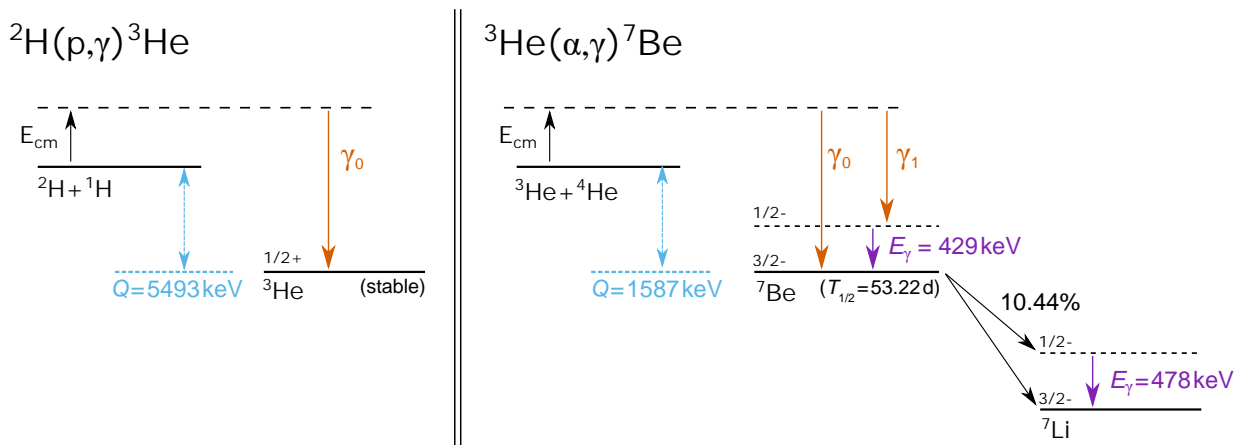 ²H(p,γ)³He
E_cm
²H + ¹H
γ₀
Q = 5493 keV
1/2+
³He
(stable)
³He(α,γ)⁷Be
E_cm
³He + ⁴He
γ₀
γ₁
Q = 1587 keV
1/2-
E_γ = 429 keV
3/2-
⁷Be
(T_1/2 = 53.22 d)
10.44%
1/2-
E_γ = 478 keV
3/2-
⁷Li